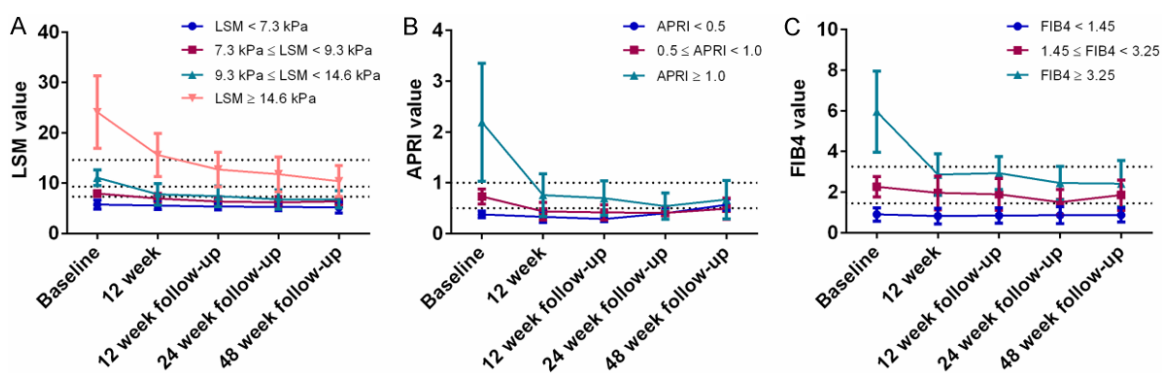 A
LSM value
40
30
20
10
0
LSM < 7.3 kPa
7.3 kPa ≤ LSM < 9.3 kPa
9.3 kPa ≤ LSM < 14.6 kPa
LSM ≥ 14.6 kPa
Baseline
12 week
12 week follow-up
24 week follow-up
48 week follow-up
B
APRI value
4
3
2
1
0
APRI < 0.5
0.5 ≤ APRI < 1.0
APRI ≥ 1.0
Baseline
12 week
12 week follow-up
24 week follow-up
48 week follow-up
C
FIB4 value
10
8
6
4
2
0
FIB4 < 1.45
1.45 ≤ FIB4 < 3.25
FIB4 ≥ 3.25
Baseline
12 week
12 week follow-up
24 week follow-up
48 week follow-up